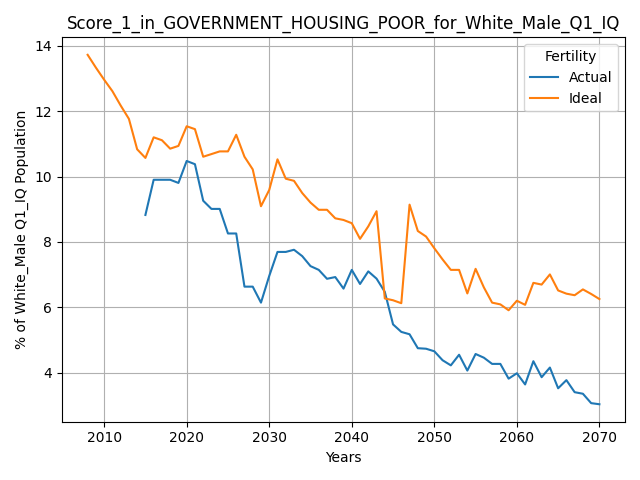 Score_1_in_GOVERNMENT_HOUSING_POOR_for_White_Male_Q1_IQ
% of White_Male Q1_IQ Population
14
12
10
8
6
4
Fertility
Actual
Ideal
2010 2020 2030 2040 2050 2060 2070
Years